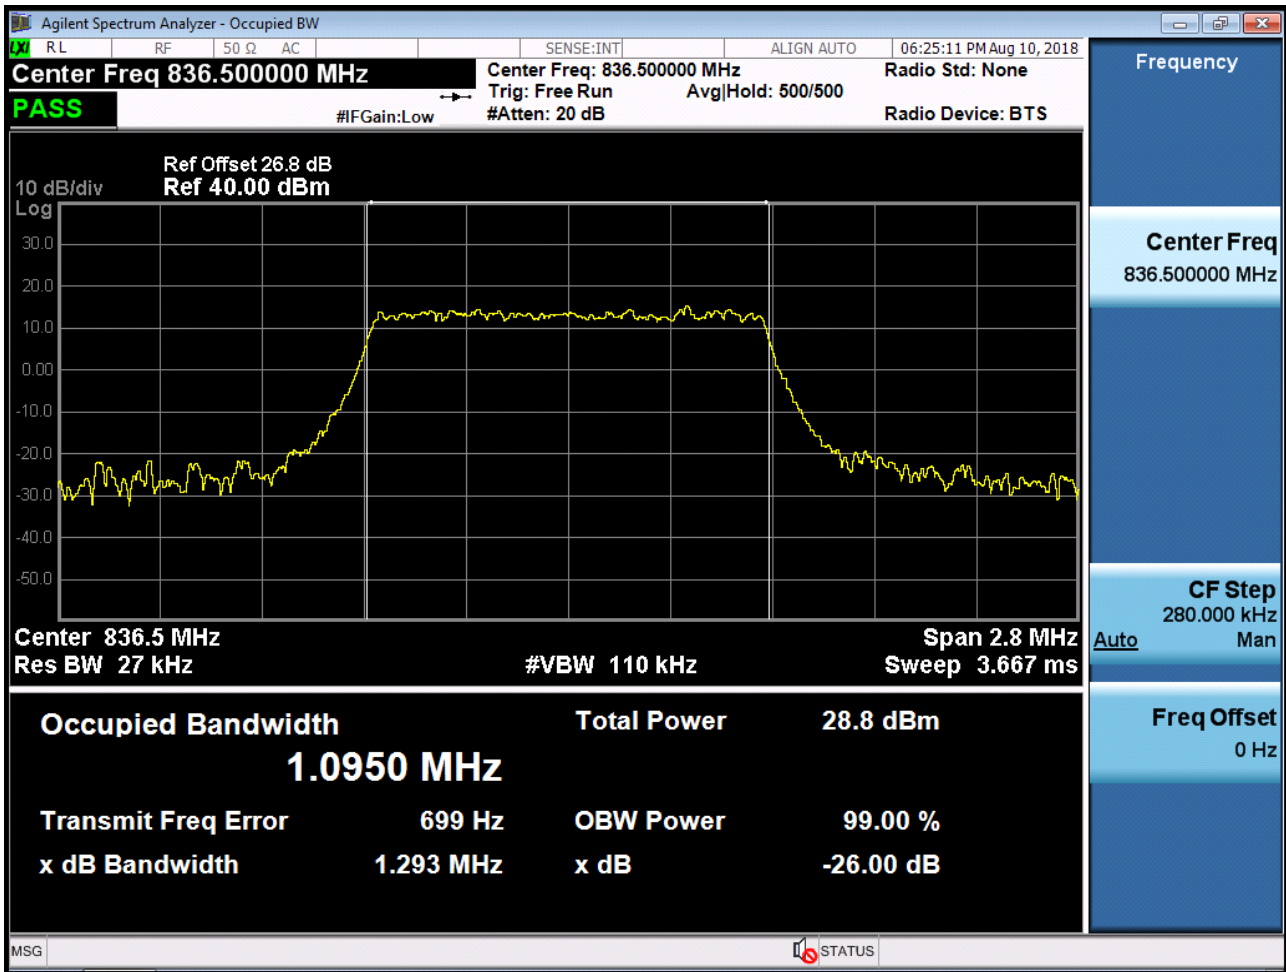 Agilent Spectrum Analyzer - Occupied BW
LXI RL RF 50 Ω AC SENSE:INT ALIGN AUTO 06:25:11 PM Aug 10, 2018
Center Freq 836.500000 MHz
PASS
#IFGain:Low
Center Freq: 836.500000 MHz
Trig: Free Run Avg|Hold: 500/500
#Atten: 20 dB
Radio Std: None
Radio Device: BTS
Ref Offset 26.8 dB
10 dB/div Ref 40.00 dBm
Log
30.0
20.0
10.0
0.00
-10.0
-20.0
-30.0
-40.0
-50.0
Center 836.5 MHz Span 2.8 MHz
Res BW 27 kHz #VBW 110 kHz Sweep 3.667 ms
Occupied Bandwidth Total Power 28.8 dBm
1.0950 MHz
Transmit Freq Error 699 Hz OBW Power 99.00 %
x dB Bandwidth 1.293 MHz x dB -26.00 dB
MSG STATUS
Frequency
Center Freq
836.500000 MHz
CF Step
280.000 kHz
Auto Man
Freq Offset
0 Hz